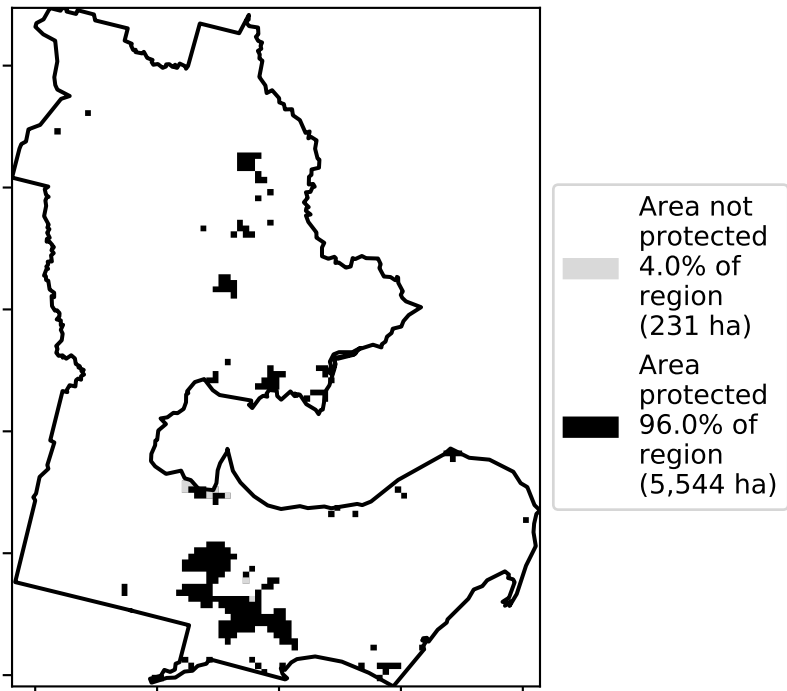 Area not
protected
4.0% of
region
(231 ha)
Area
protected
96.0% of
region
(5,544 ha)